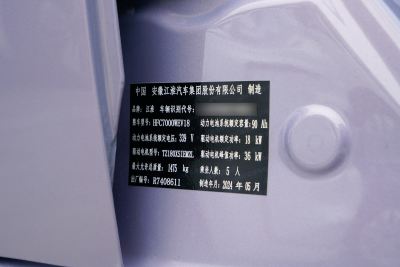 中国 安徽江淮汽车集团股份有限公司 制造
品牌: 江淮 车辆识别代号:
整车型号: HFC7000WEV18 动力电池系统额定容量: 90 Ah
动力电池系统额定电压: 339 V 驱动电机额定功率: 18 kW
驱动电机型号: TZ180XSIHM2L 驱动电机峰值功率: 36 kW
最大允许总质量: 1475 kg 乘坐人数: 5 人
出厂编号: R7408611 制造年月: 2024 年 05 月